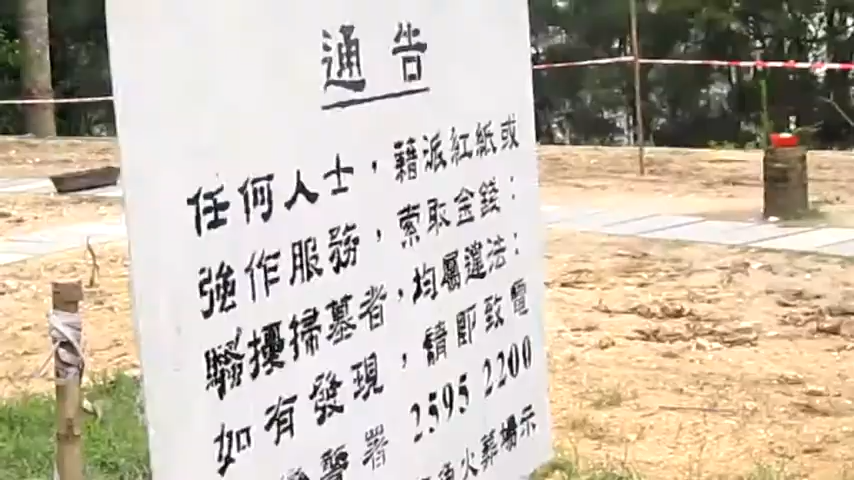 通告
任何人士，藉派紅紙或
強作服務，索取金錢：
騷擾掃墓者，均屬違法：
如有發現，請即致電
警署 2595 2200
火葬場示